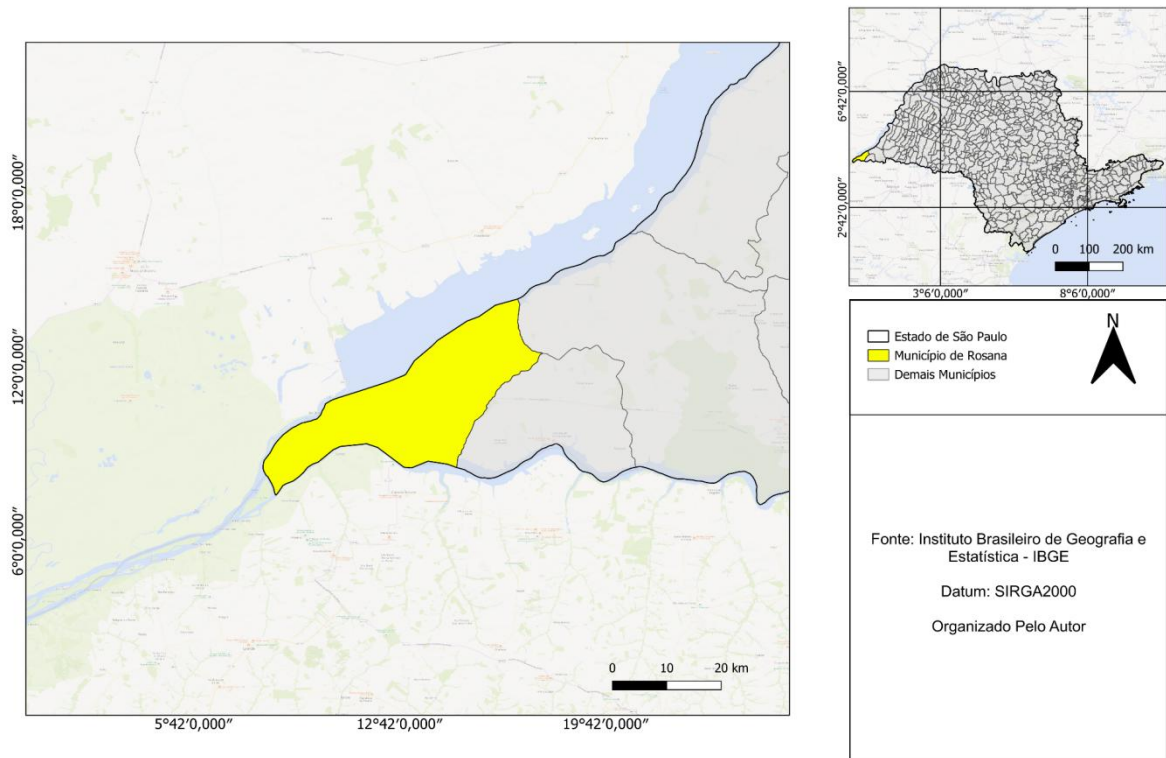 18°0'0,000"
12°0'0,000"
6°0'0,000"
5°42'0,000"
12°42'0,000"
19°42'0,000"
0 10 20 km
6°42'0,000"
2°42'0,000"
0 100 200 km
3°6'0,000"
8°6'0,000"
N
Estado de São Paulo
Município de Rosana
Demais Municípios
Fonte: Instituto Brasileiro de Geografia e
Estatística - IBGE
Datum: SIRGA2000
Organizado Pelo Autor